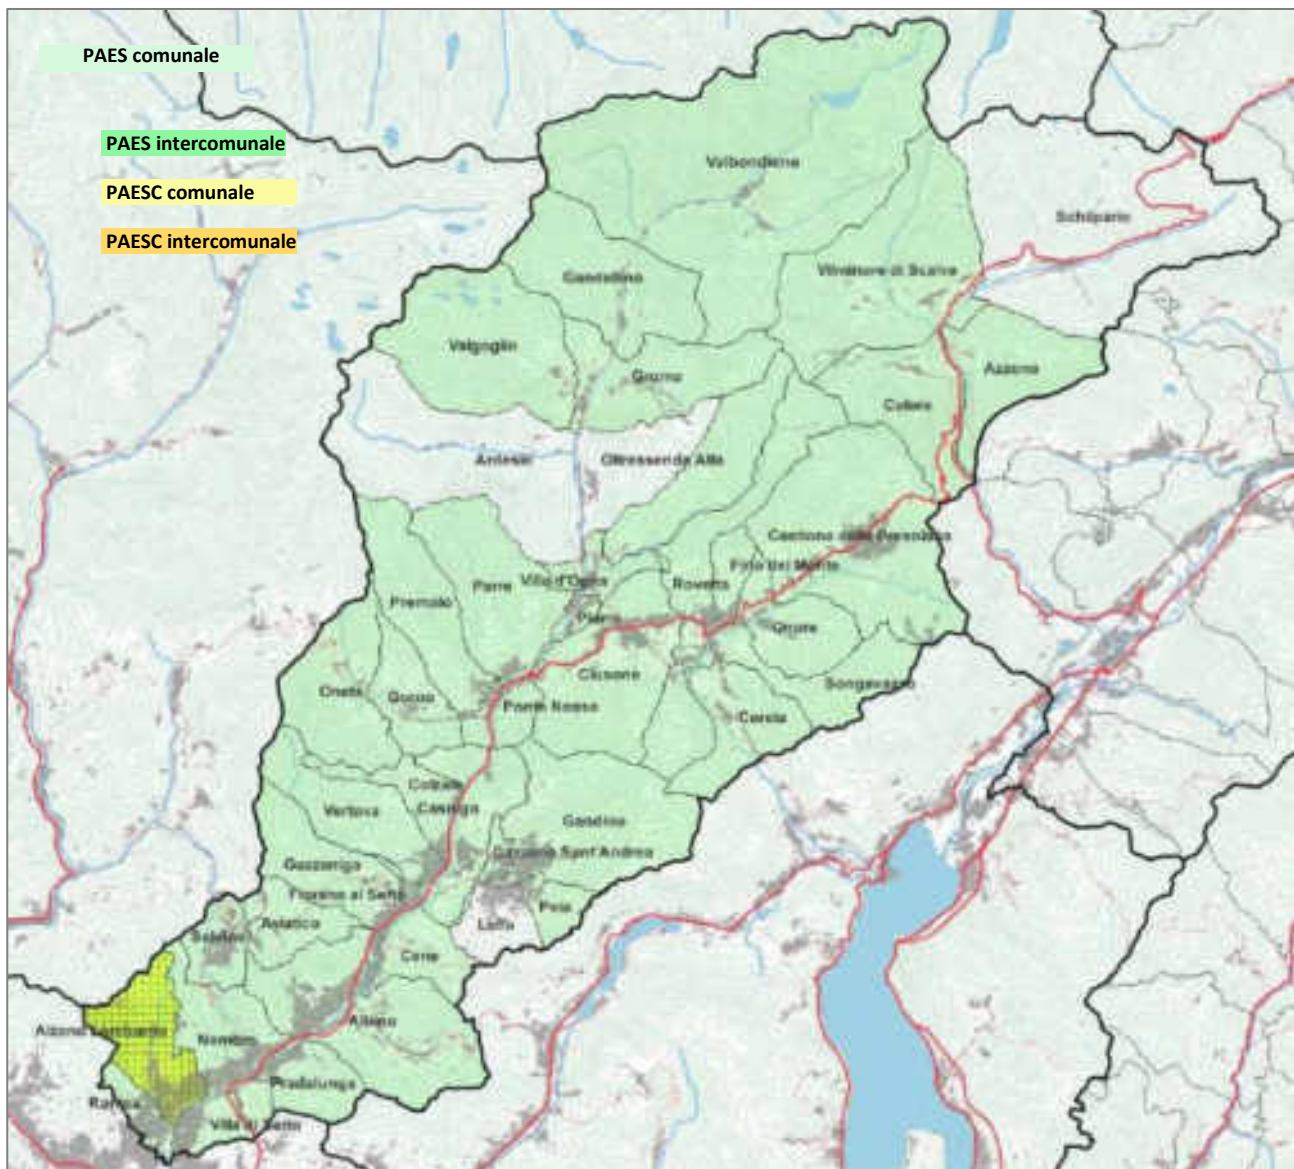 PAES comunale
PAES intercomunale
PAESC comunale
PAESC intercomunale
Valbondione
Schilpario
Gandellino
Vilminore di Scalve
Valgoglio
Gromo
Azzone
Colere
Ardesio
Oltressenda Alta
Castione della Presolana
Fino del Monte
Villa d'Ogna
Rovetta
Parre
Premolo
Piario
Onore
Clusone
Songavazzo
Oneta
Gorno
Ponte Nossa
Cerete
Colzate
Vertova
Casnigo
Gandino
Cazzano Sant'Andrea
Gazzaniga
Fiorano al Serio
Peia
Leffe
Aviatico
Selvino
Cene
Alzano Lombardo
Nembro
Albino
Pradalunga
Ranica
Villa di Serio